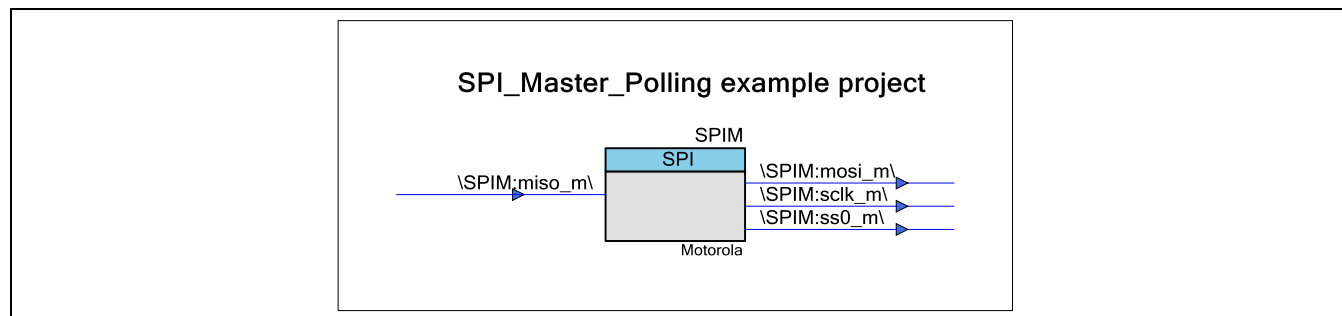 SPI_Master_Polling example project
SPIM
SPI
\SPIM:miso_m\
\SPIM:mosi_m\
\SPIM:sclk_m\
\SPIM:ss0_m\
Motorola